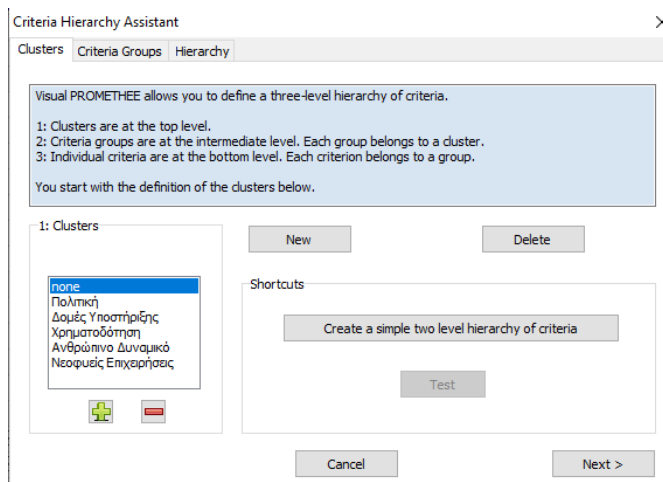 Criteria Hierarchy Assistant
Clusters Criteria Groups Hierarchy
Visual PROMETHEE allows you to define a three-level hierarchy of criteria.
1: Clusters are at the top level.
2: Criteria groups are at the intermediate level. Each group belongs to a cluster.
3: Individual criteria are at the bottom level. Each criterion belongs to a group.
You start with the definition of the clusters below.
1: Clusters
New Delete
none
Πολιτική
Δομές Υποστήριξης
Χρηματοδότηση
Ανθρώπινο Δυναμικό
Νεοφυείς Επιχειρήσεις
Shortcuts
Create a simple two level hierarchy of criteria
Test
Cancel Next >